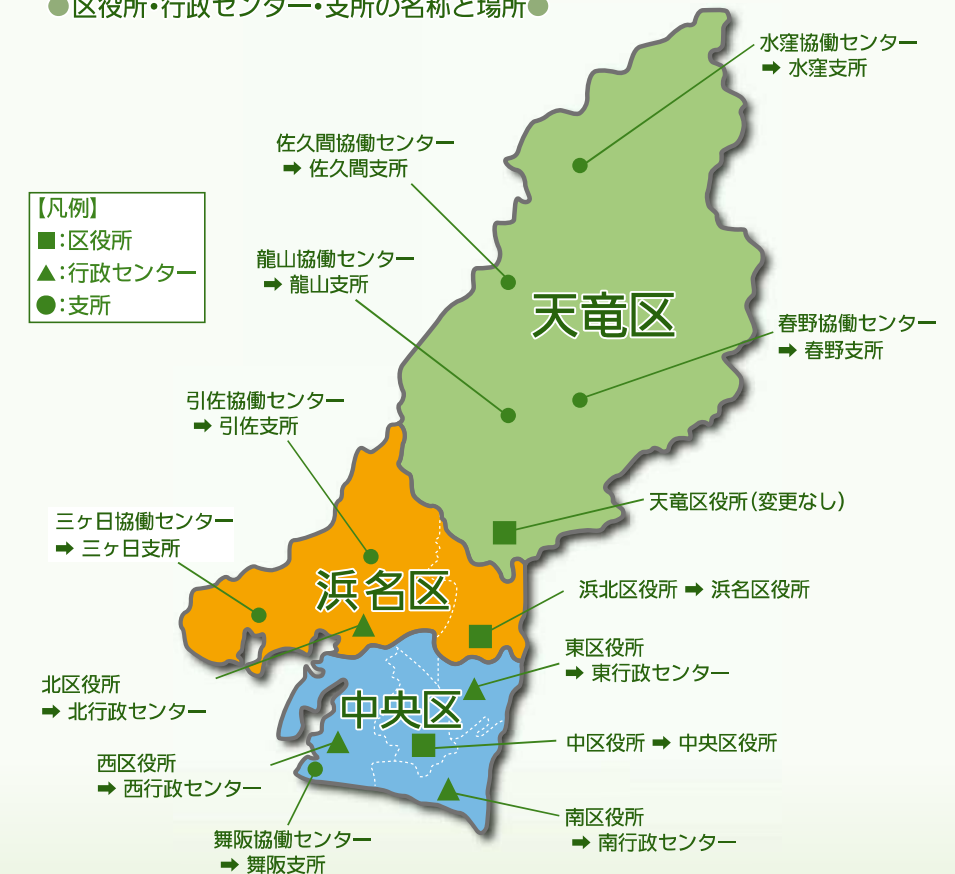 ●区役所・行政センター・支所の名称と場所●
水窪協働センター
➡ 水窪支所
佐久間協働センター
➡ 佐久間支所
【凡例】
■：区役所
▲：行政センター
●：支所
龍山協働センター
➡ 龍山支所
天竜区
春野協働センター
➡ 春野支所
引佐協働センター
➡ 引佐支所
天竜区役所（変更なし）
三ヶ日協働センター
➡ 三ヶ日支所
浜名区
浜北区役所 ➡ 浜名区役所
東区役所
➡ 東行政センター
北区役所
➡ 北行政センター
中央区
中区役所 ➡ 中央区役所
西区役所
➡ 西行政センター
南区役所
➡ 南行政センター
舞阪協働センター
➡ 舞阪支所